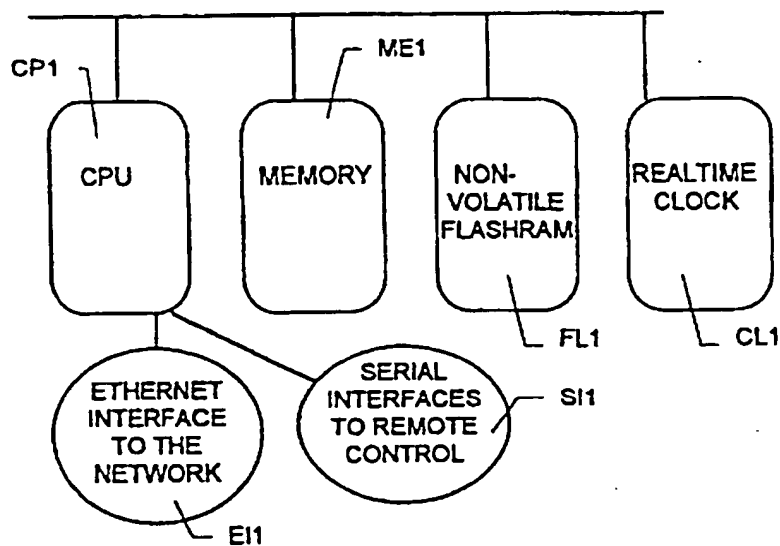 CP1
ME1
CPU
MEMORY
NON-
VOLATILE
FLASHRAM
REALTIME
CLOCK
FL1
CL1
ETHERNET
INTERFACE
TO THE
NETWORK
EI1
SERIAL
INTERFACES
TO REMOTE
CONTROL
SI1